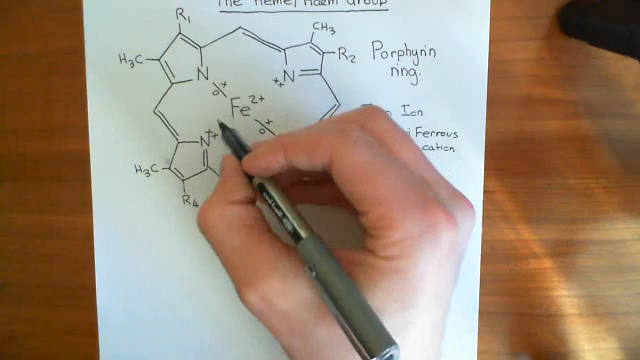 The Heme/Haem Group
R1
CH3
H3C
R2
N
N
Porphyrin
ring.
Fe2+
Ion
Ferrous
cation
N
H3C
R4